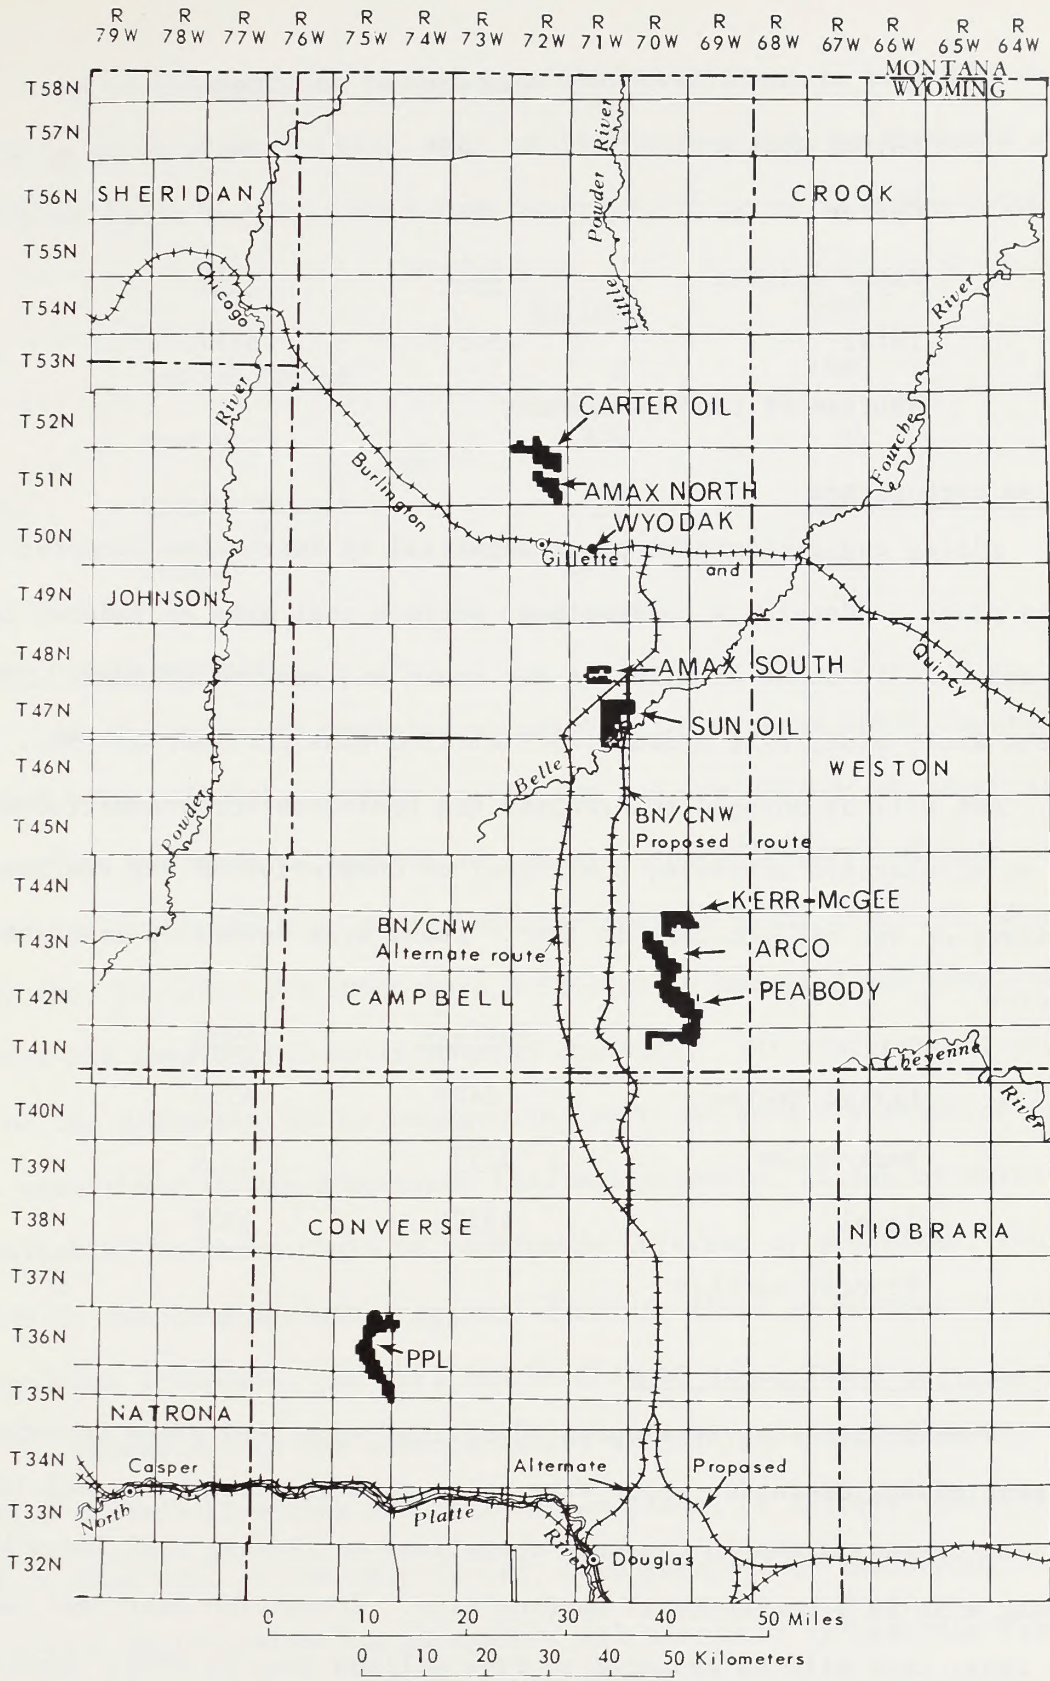 R R R R R R R R R R R R R R R R
79W 78W 77W 76W 75W 74W 73W 72W 71W 70W 69W 68W 67W 66W 65W 64W
MONTANA
WYOMING
T58N
T57N
T56N
T55N
T54N
T53N
T52N
T51N
T50N
T49N
T48N
T47N
T46N
T45N
T44N
T43N
T42N
T41N
T40N
T39N
T38N
T37N
T36N
T35N
T34N
T33N
T32N
SHERIDAN
CROOK
Little Powder River
Chicago
River
River
Fourche
CARTER OIL
AMAX NORTH
Burlington
WYODAK
Gillette
and
JOHNSON
AMAX SOUTH
Quincy
SUN OIL
Belle
WESTON
Powder
BN/CNW
Proposed route
KERR-McGEE
BN/CNW
Alternate route
ARCO
CAMPBELL
PEABODY
Cheyenne
River
CONVERSE
NIOBRARA
PPL
NATRONA
Casper
Alternate
Proposed
North
Platte
River
Douglas
0 10 20 30 40 50 Miles
0 10 20 30 40 50 Kilometers